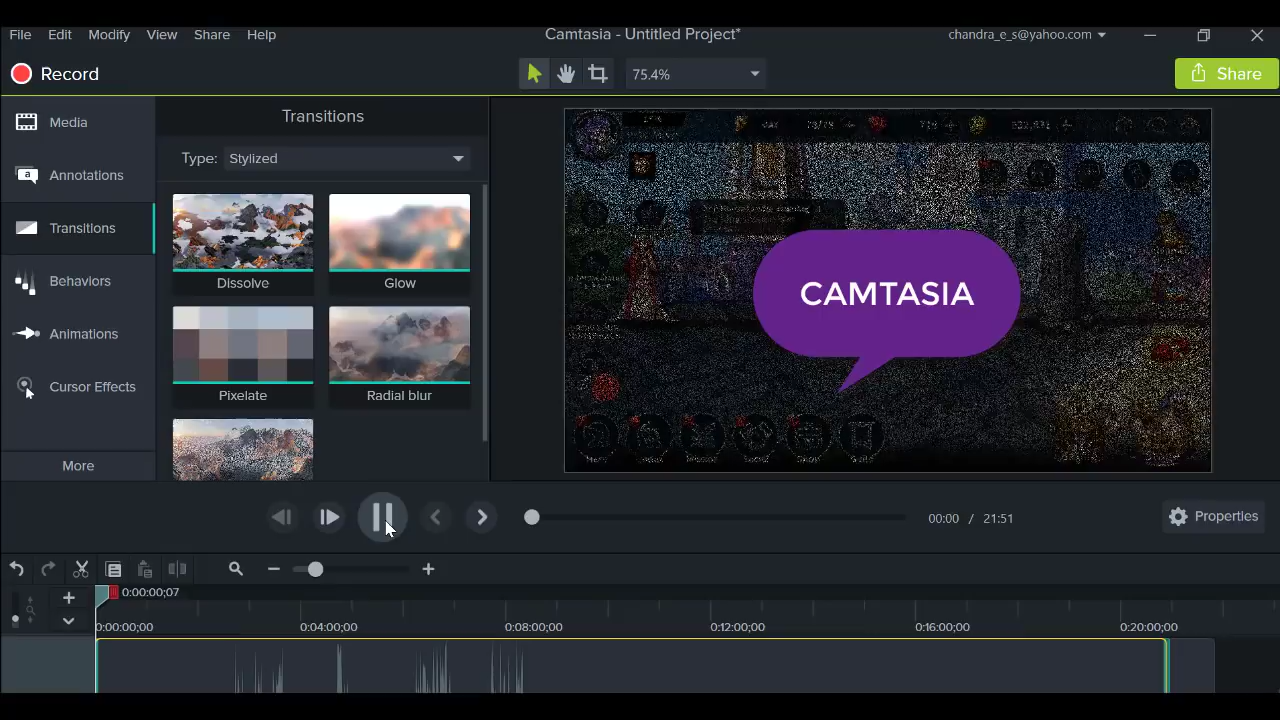 File Edit Modify View Share Help
Camtasia - Untitled Project*
chandra_e_s@yahoo.com
Record
75.4%
Share
Media
Annotations
Transitions
Behaviors
Animations
Cursor Effects
More
Transitions
Type: Stylized
Dissolve
Glow
Pixelate
Radial blur
CAMTASIA
00:00 / 21:51
Properties
0:00:00;07
0:00:00;00 0:04:00;00 0:08:00;00 0:12:00;00 0:16:00;00 0:20:00;00